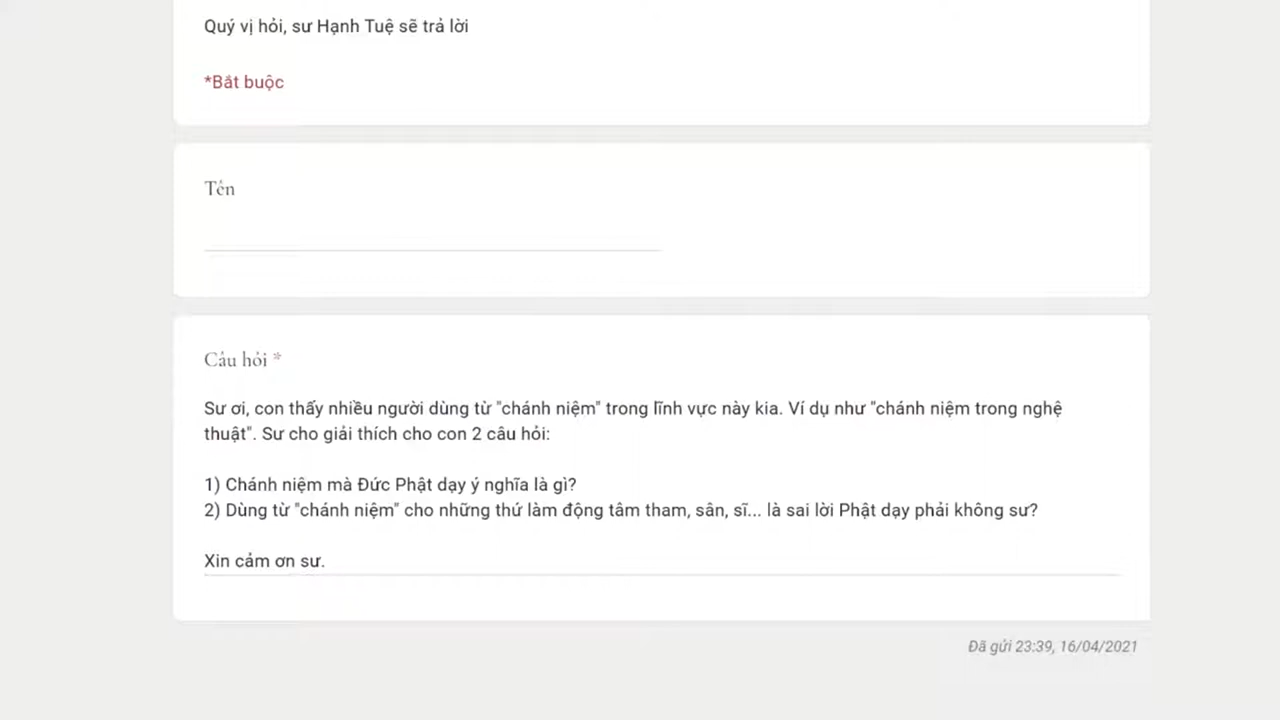 Quý vị hỏi, sư Hạnh Tuệ sẽ trả lời
*Bắt buộc
Tên
Câu hỏi *
Sư ơi, con thấy nhiều người dùng từ "chánh niệm" trong lĩnh vực này kia. Ví dụ như "chánh niệm trong nghệ
thuật". Sư cho giải thích cho con 2 câu hỏi:
1) Chánh niệm mà Đức Phật dạy ý nghĩa là gì?
2) Dùng từ "chánh niệm" cho những thứ làm động tâm tham, sân, sĩ... là sai lời Phật dạy phải không sư?
Xin cảm ơn sư.
Đã gửi 23:39, 16/04/2021